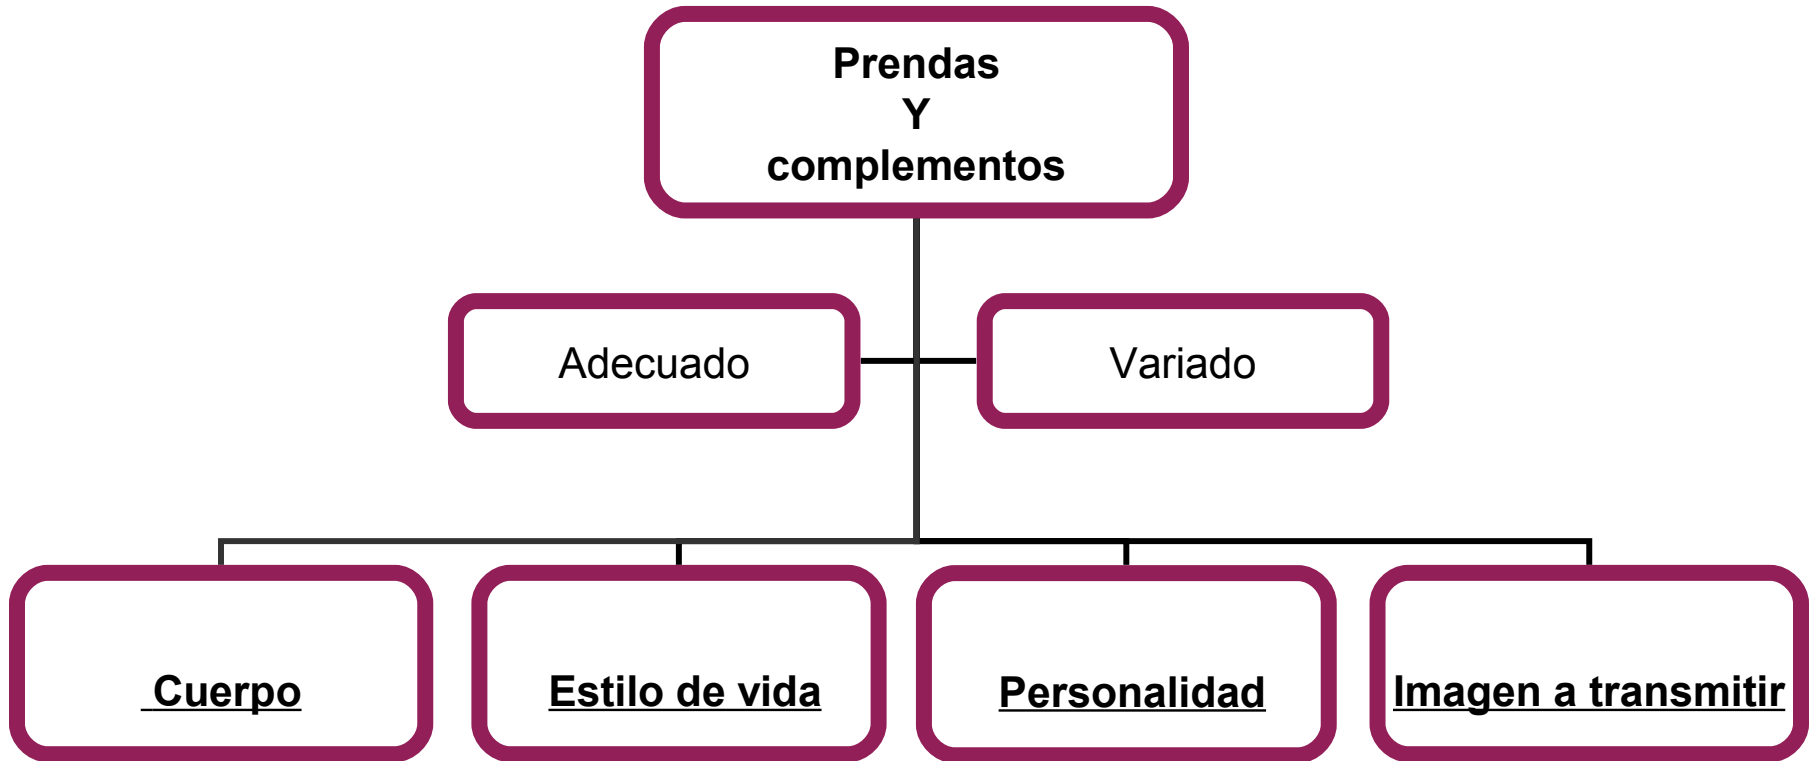 Prendas
Y
complementos
Adecuado
Variado
Cuerpo
Estilo de vida
Personalidad
Imagen a transmitir